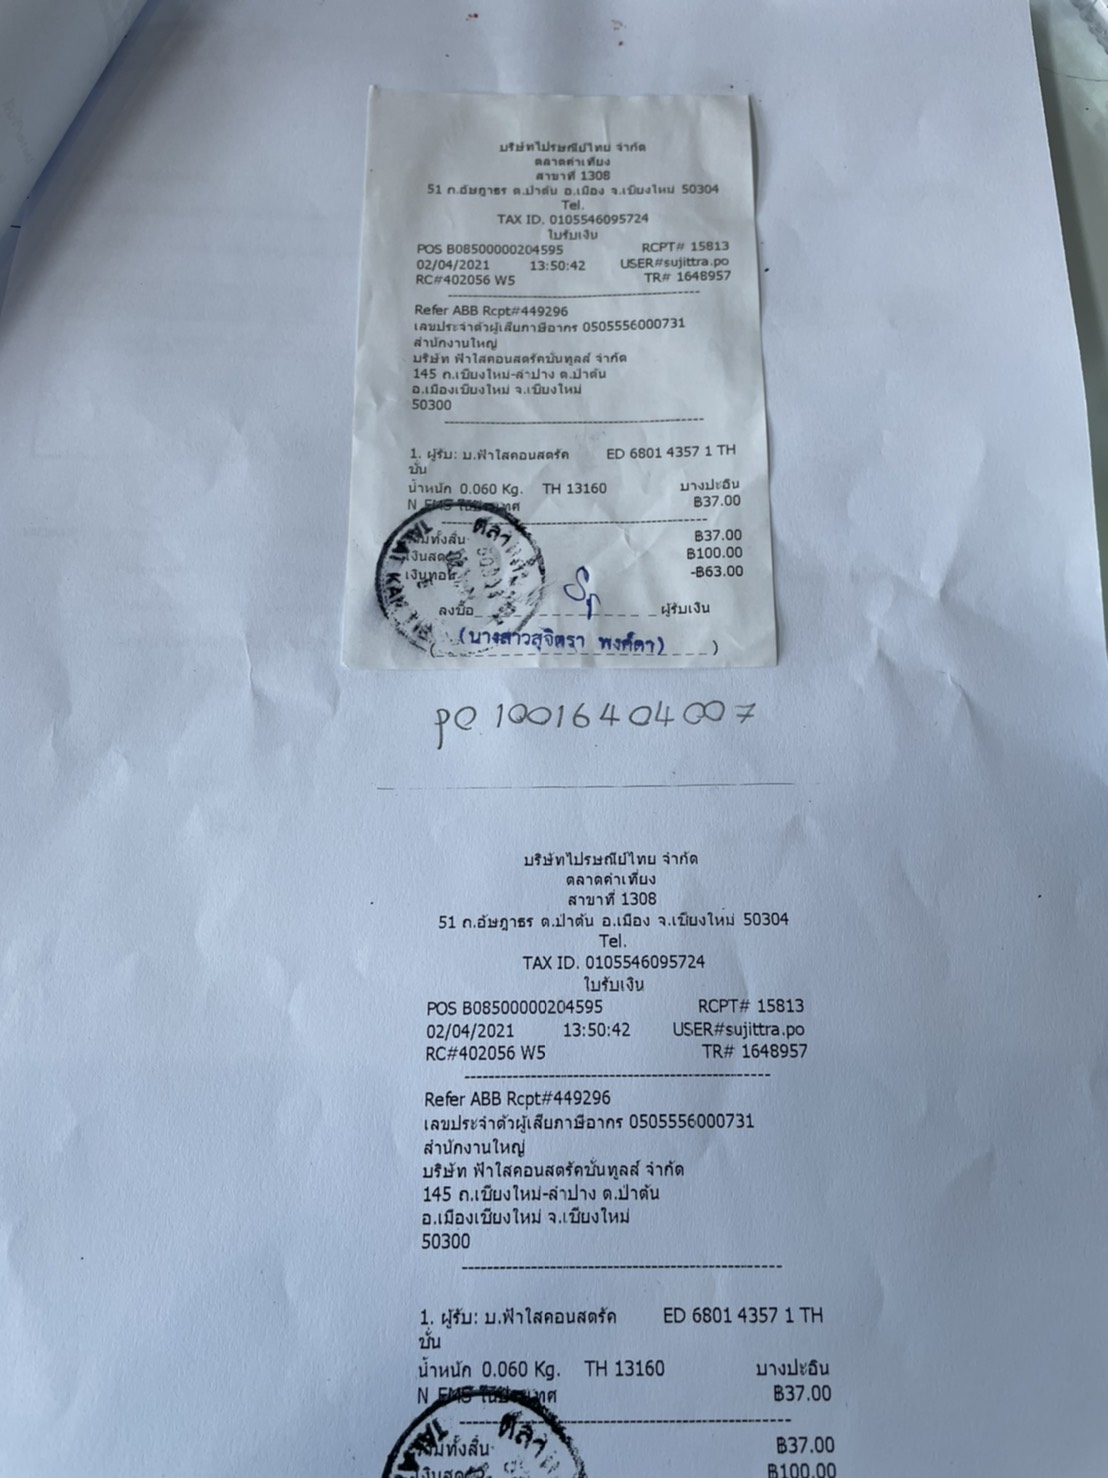 บริษัทไปรษณีย์ไทย จำกัด
ตลาดคำเที่ยง
สาขาที่ 1308
51 ถ.อัษฎาธร ต.ป่าตัน อ.เมือง จ.เชียงใหม่ 50304
Tel.
TAX ID. 0105546095724
ใบรับเงิน
POS B08500000204595 RCPT# 15813
02/04/2021 13:50:42 USER#sujittra.po
RC#402056 W5 TR# 1648957
Refer ABB Rcpt#449296
เลขประจำตัวผู้เสียภาษีอากร 0505556000731
สำนักงานใหญ่
บริษัท ฟ้าใสคอนสตรัคชั่นทูลส์ จำกัด
145 ถ.เชียงใหม่-ลำปาง ต.ป่าตัน
อ.เมืองเชียงใหม่ จ.เชียงใหม่
50300
1. ผู้รับ: บ.ฟ้าใสคอนสตรัค ED 6801 4357 1 TH
ชั่น
น้ำหนัก 0.060 Kg. TH 13160 บางปะอิน
N EMS ในประเทศ ฿37.00
รวมทั้งสิ้น ฿37.00
เงินสด ฿100.00
เงินทอน -฿63.00
ลงชื่อ ผู้รับเงิน
(นางสาวสุจิตรา พงศ์ดา)
PO 10016404007
บริษัทไปรษณีย์ไทย จำกัด
ตลาดคำเที่ยง
สาขาที่ 1308
51 ถ.อัษฎาธร ต.ป่าตัน อ.เมือง จ.เชียงใหม่ 50304
Tel.
TAX ID. 0105546095724
ใบรับเงิน
POS B08500000204595 RCPT# 15813
02/04/2021 13:50:42 USER#sujittra.po
RC#402056 W5 TR# 1648957
Refer ABB Rcpt#449296
เลขประจำตัวผู้เสียภาษีอากร 0505556000731
สำนักงานใหญ่
บริษัท ฟ้าใสคอนสตรัคชั่นทูลส์ จำกัด
145 ถ.เชียงใหม่-ลำปาง ต.ป่าตัน
อ.เมืองเชียงใหม่ จ.เชียงใหม่
50300
1. ผู้รับ: บ.ฟ้าใสคอนสตรัค ED 6801 4357 1 TH
ชั่น
น้ำหนัก 0.060 Kg. TH 13160 บางปะอิน
N EMS ในประเทศ ฿37.00
รวมทั้งสิ้น ฿37.00
เงินสด ฿100.00